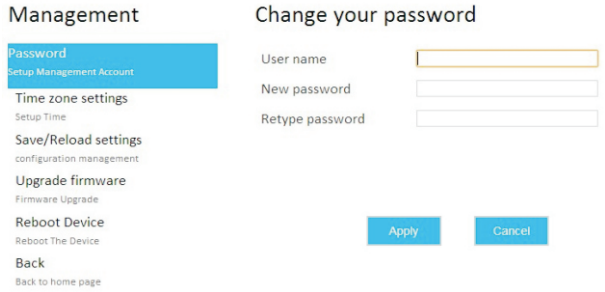 Management
Password
Setup Management Account
Time zone settings
Setup Time
Save/Reload settings
configuration management
Upgrade firmware
Firmware Upgrade
Reboot Device
Reboot The Device
Back
Back to home page
Change your password
User name
New password
Retype password
Apply Cancel